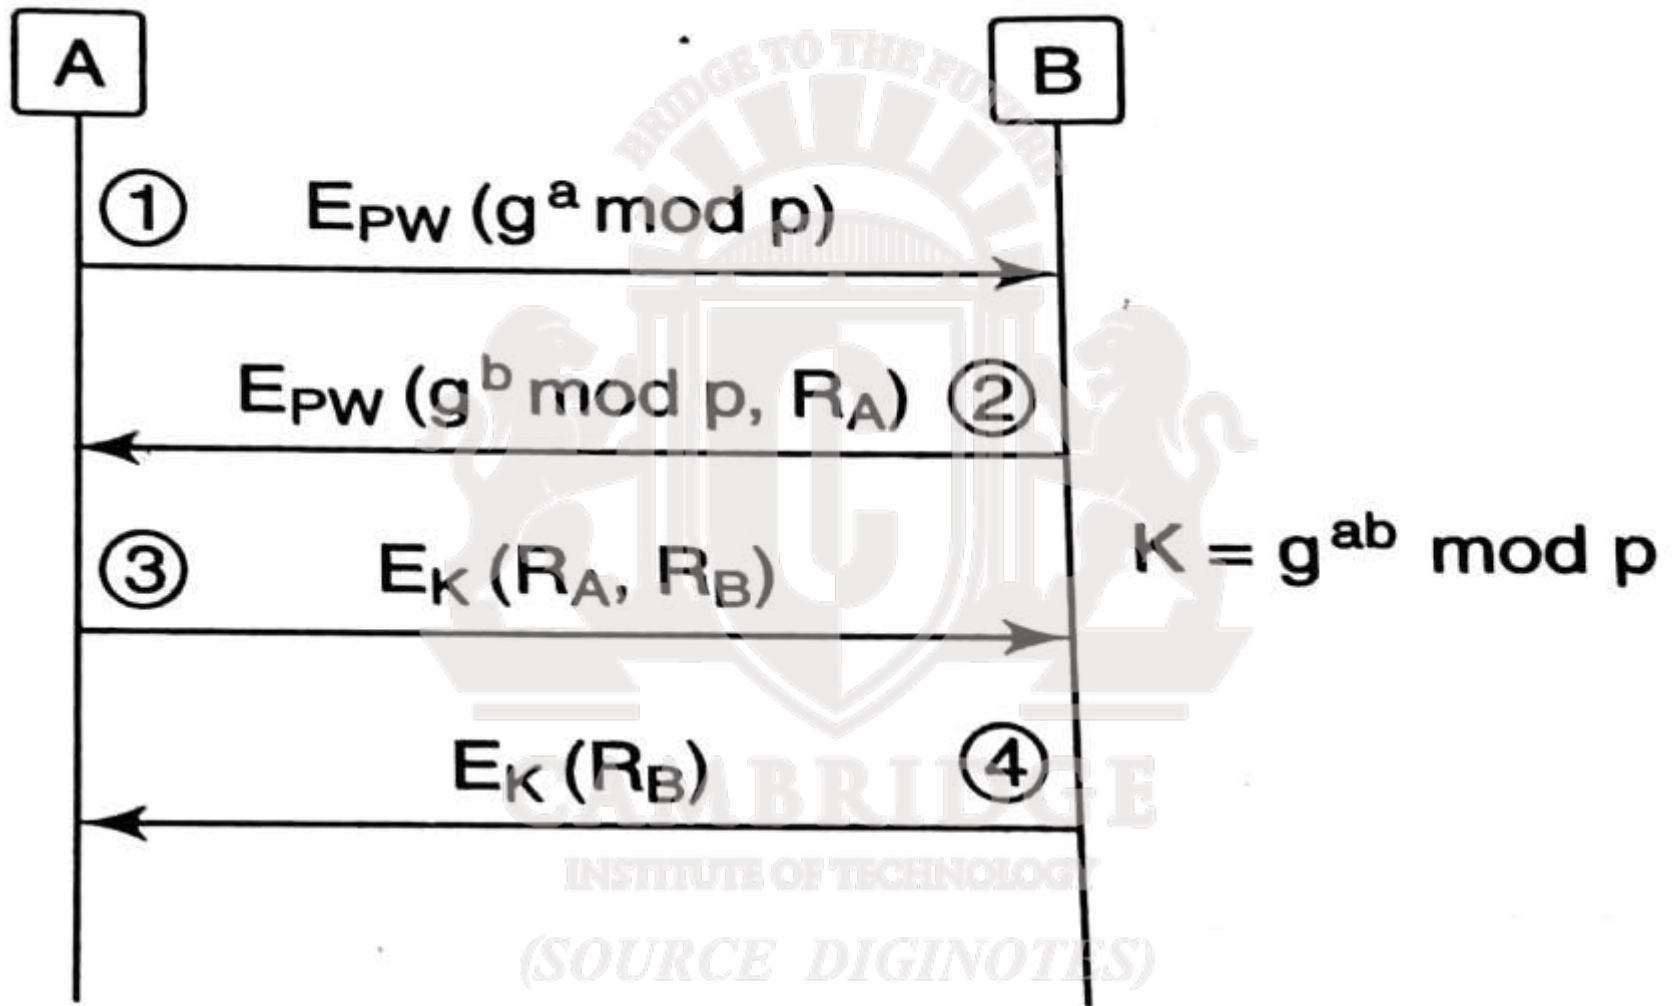 A
B
BRIDGE TO THE FUTURE
① E_PW (g^a mod p)
E_PW (g^b mod p, R_A) ②
③ E_K (R_A, R_B)
K = g^ab mod p
E_K (R_B) ④
CAMBRIDGE
INSTITUTE OF TECHNOLOGY
(SOURCE DIGINOTES)